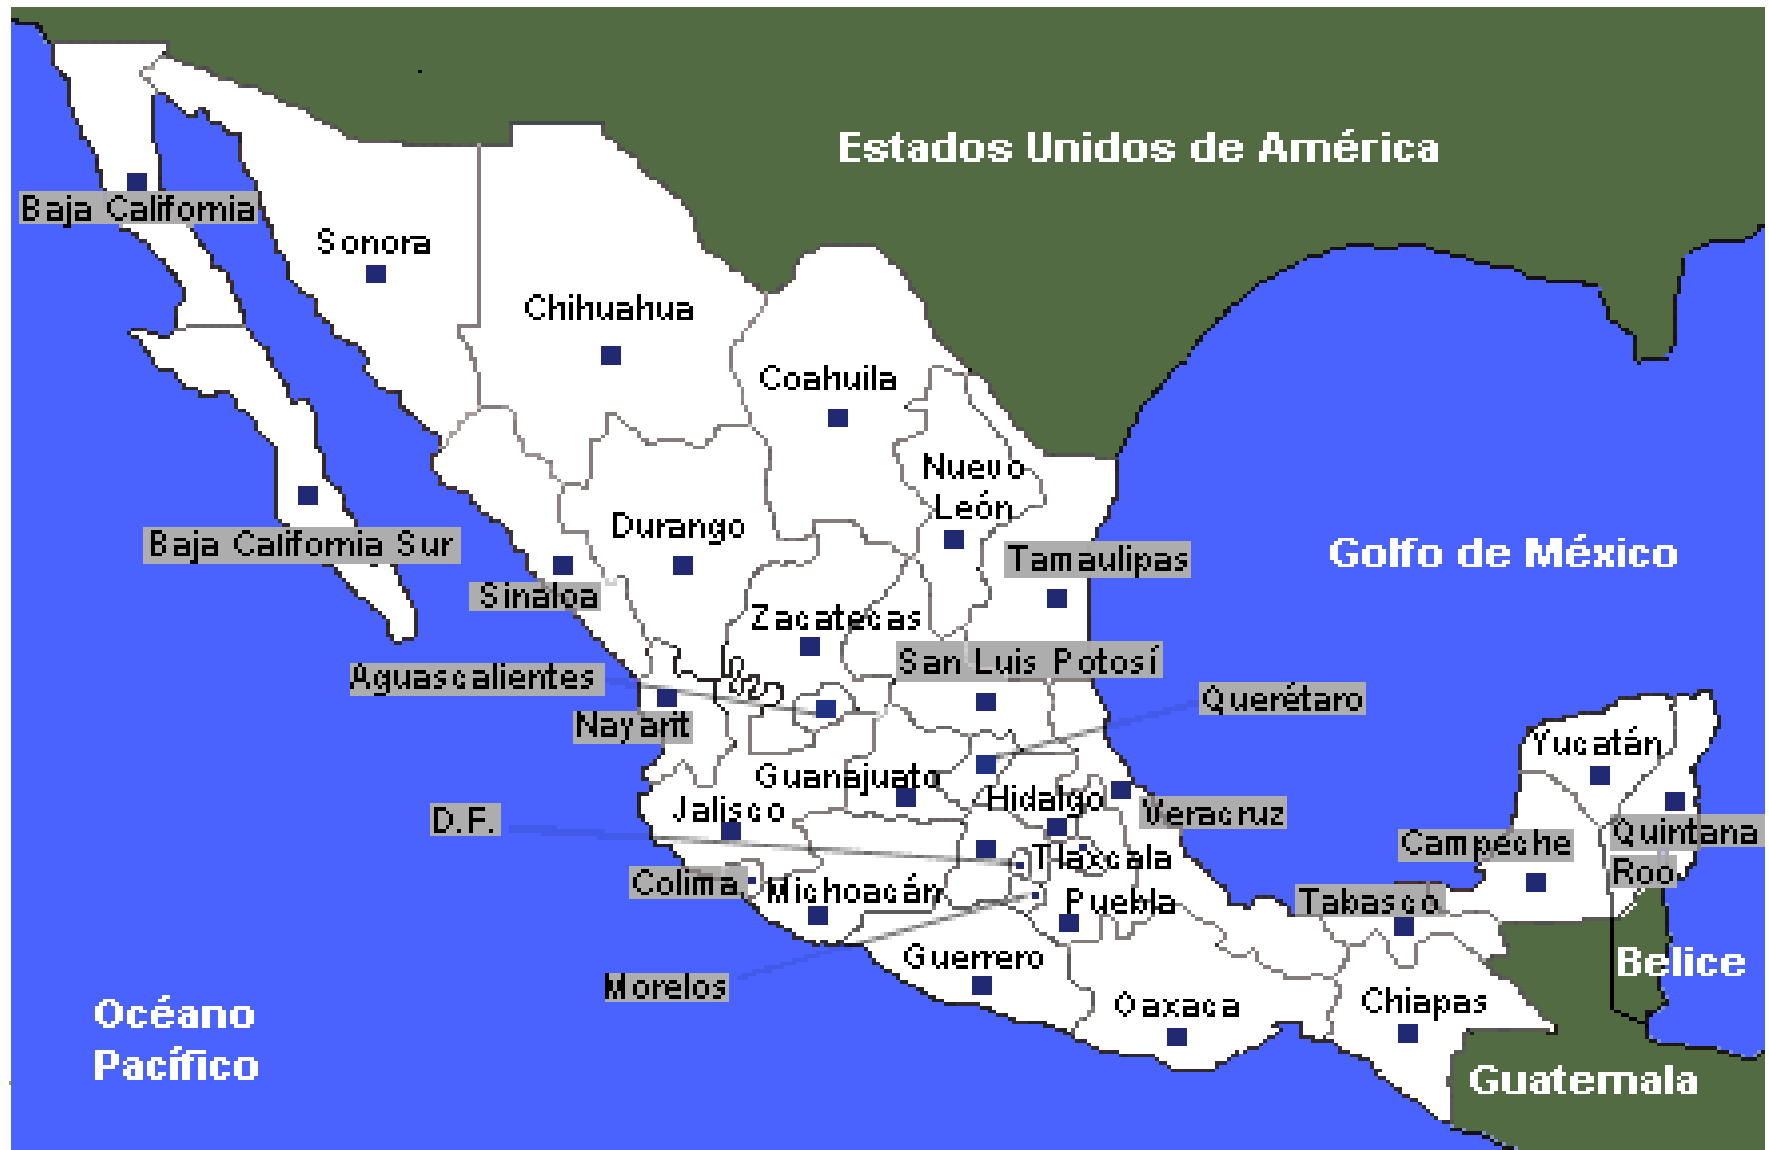 Estados Unidos de América
Baja California
Sonora
Chihuahua
Coahuila
Nuevo
León
Durango
Baja California Sur
Tamaulipas
Golfo de México
Sinaloa
Zacatecas
San Luis Potosí
Aguascalientes
Querétaro
Nayarit
Yucatán
Guanajuato
Hidalgo
Jalisco
Veracruz
D.F.
Quintana
Roo
Campeche
Tlaxcala
Colima
Michoacán
Puebla
Tabasco
Guerrero
Belice
Morelos
Oaxaca
Chiapas
Océano
Pacífico
Guatemala